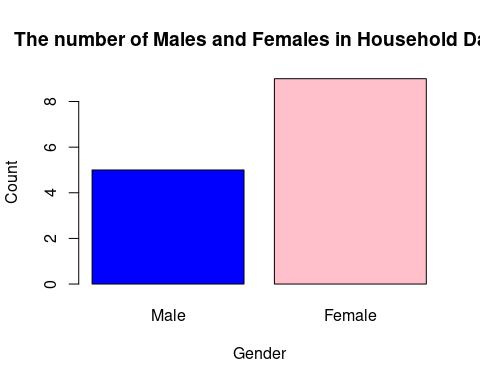 The number of Males and Females in Household Da
Count
8
6
4
2
0
Male Female
Gender